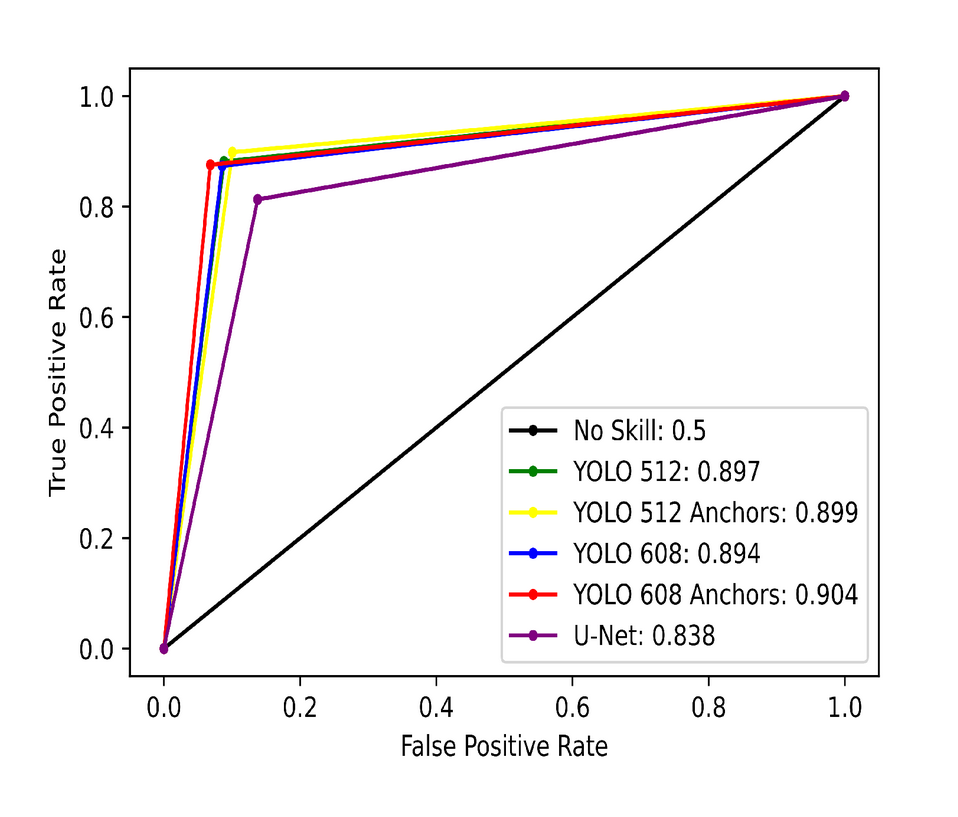 1.0
0.8
0.6
0.4
0.2
0.0
True Positive Rate
No Skill: 0.5
YOLO 512: 0.897
YOLO 512 Anchors: 0.899
YOLO 608: 0.894
YOLO 608 Anchors: 0.904
U-Net: 0.838
0.0 0.2 0.4 0.6 0.8 1.0
False Positive Rate